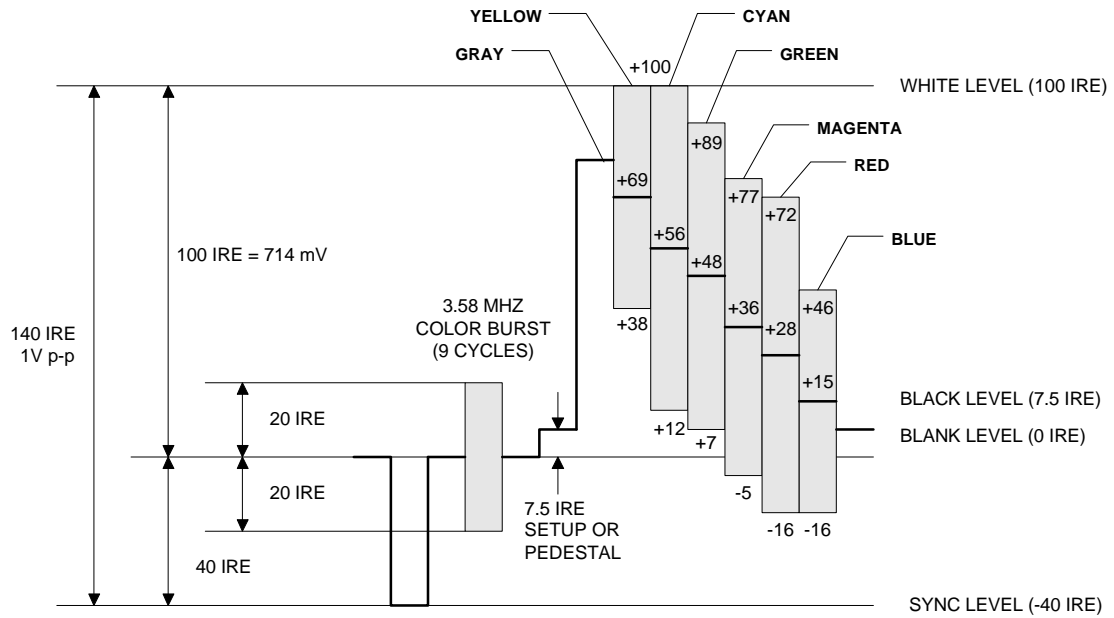 YELLOW
CYAN
GRAY
GREEN
+100
WHITE LEVEL (100 IRE)
MAGENTA
+89
RED
+69
+77
+72
+56
BLUE
100 IRE = 714 mV
+48
3.58 MHZ
COLOR BURST
(9 CYCLES)
+38
+36
+46
+28
140 IRE
1V p-p
+15
BLACK LEVEL (7.5 IRE)
20 IRE
+12
+7
BLANK LEVEL (0 IRE)
20 IRE
7.5 IRE
SETUP OR
PEDESTAL
-5
-16
-16
40 IRE
SYNC LEVEL (-40 IRE)